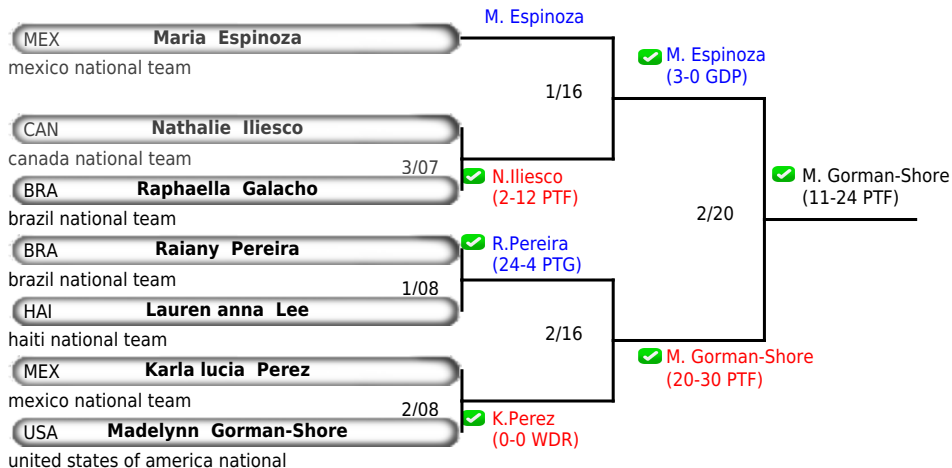 M. Espinoza
MEX Maria Espinoza
mexico national team
M. Espinoza
(3-0 GDP)
1/16
CAN Nathalie Iliesco
canada national team
3/07
N.Iliesco
(2-12 PTF)
BRA Raphaella Galacho
brazil national team
M. Gorman-Shore
(11-24 PTF)
2/20
BRA Raiany Pereira
brazil national team
R.Pereira
(24-4 PTG)
1/08
HAI Lauren anna Lee
haiti national team
2/16
MEX Karla lucia Perez
mexico national team
M. Gorman-Shore
(20-30 PTF)
2/08
K.Perez
(0-0 WDR)
USA Madelynn Gorman-Shore
united states of america national